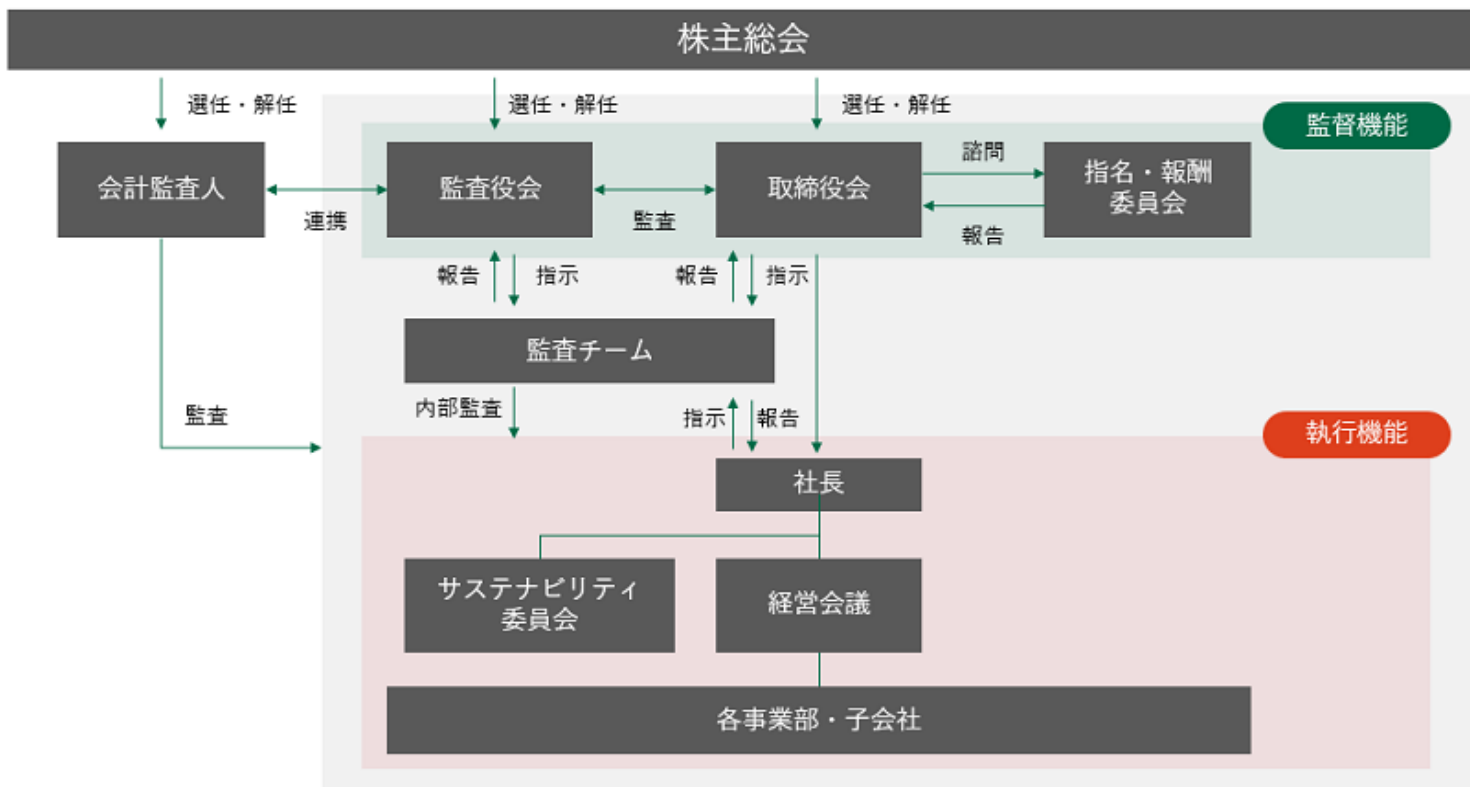 株主総会
選任・解任
選任・解任
選任・解任
監督機能
会計監査人
連携
監査役会
監査
取締役会
諮問
報告
指名・報酬
委員会
報告
指示
報告
指示
監査チーム
監査
内部監査
指示
報告
執行機能
社長
サステナビリティ
委員会
経営会議
各事業部・子会社